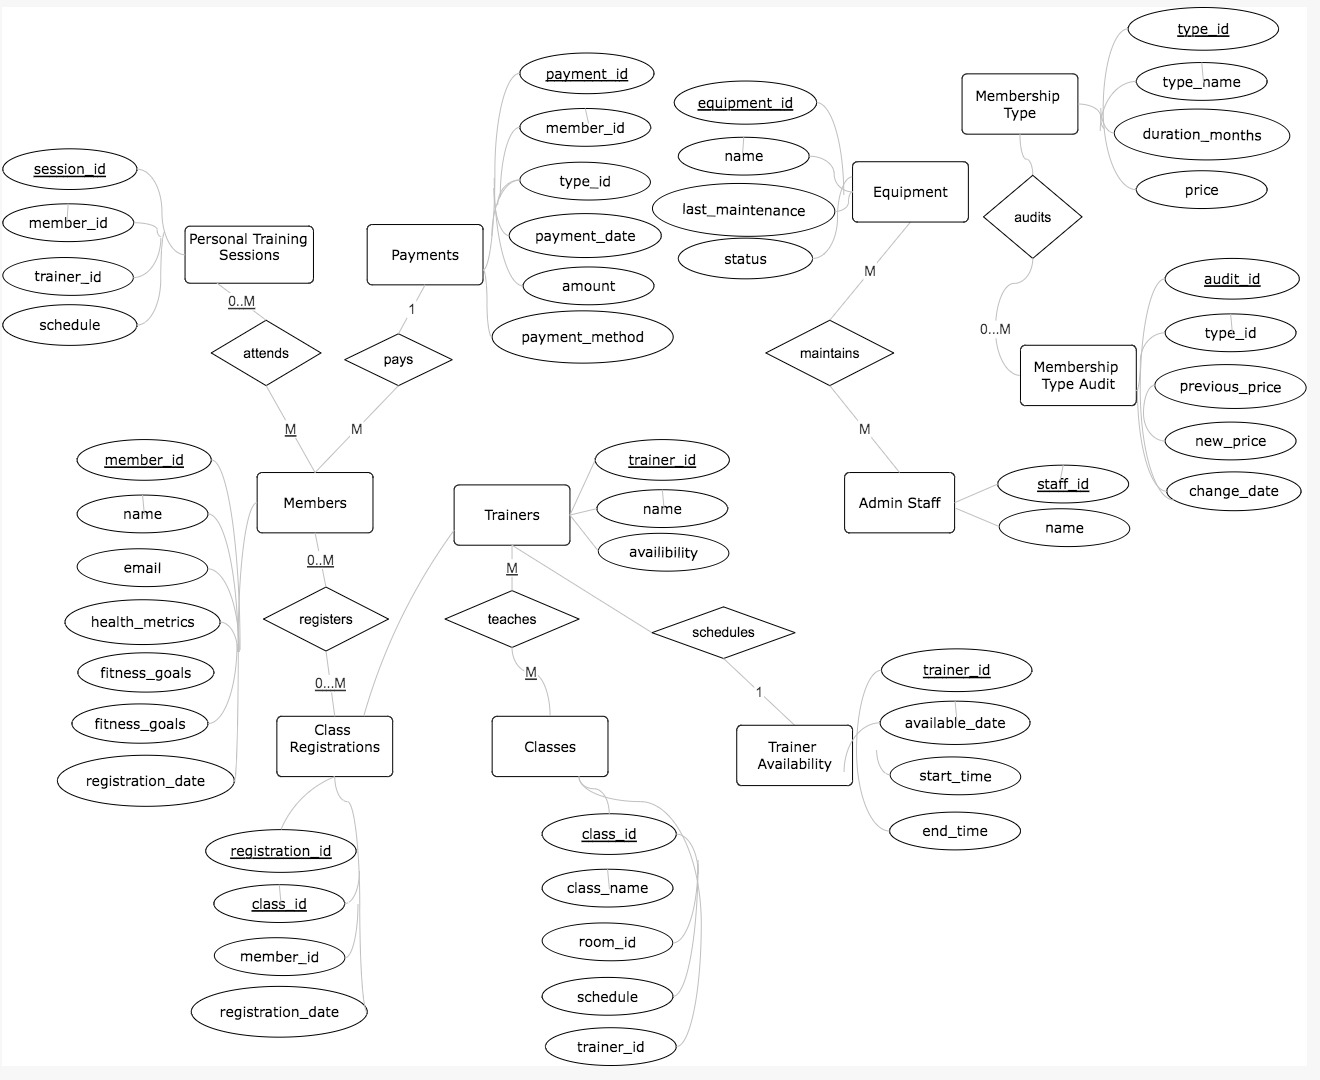 type_id
Membership
Type
type_name
duration_months
price
audits
0...M
Membership
Type Audit
audit_id
type_id
previous_price
new_price
change_date
payment_id
member_id
type_id
payment_date
amount
payment_method
Payments
1
pays
M
equipment_id
name
last_maintenance
status
Equipment
M
maintains
M
Admin Staff
staff_id
name
session_id
member_id
trainer_id
schedule
Personal Training
Sessions
0..M
attends
M
Members
member_id
name
email
health_metrics
fitness_goals
fitness_goals
registration_date
0..M
registers
0...M
Class
Registrations
registration_id
class_id
member_id
registration_date
Trainers
trainer_id
name
availibility
M
teaches
M
Classes
class_id
class_name
room_id
schedule
trainer_id
schedules
1
Trainer
Availability
trainer_id
available_date
start_time
end_time